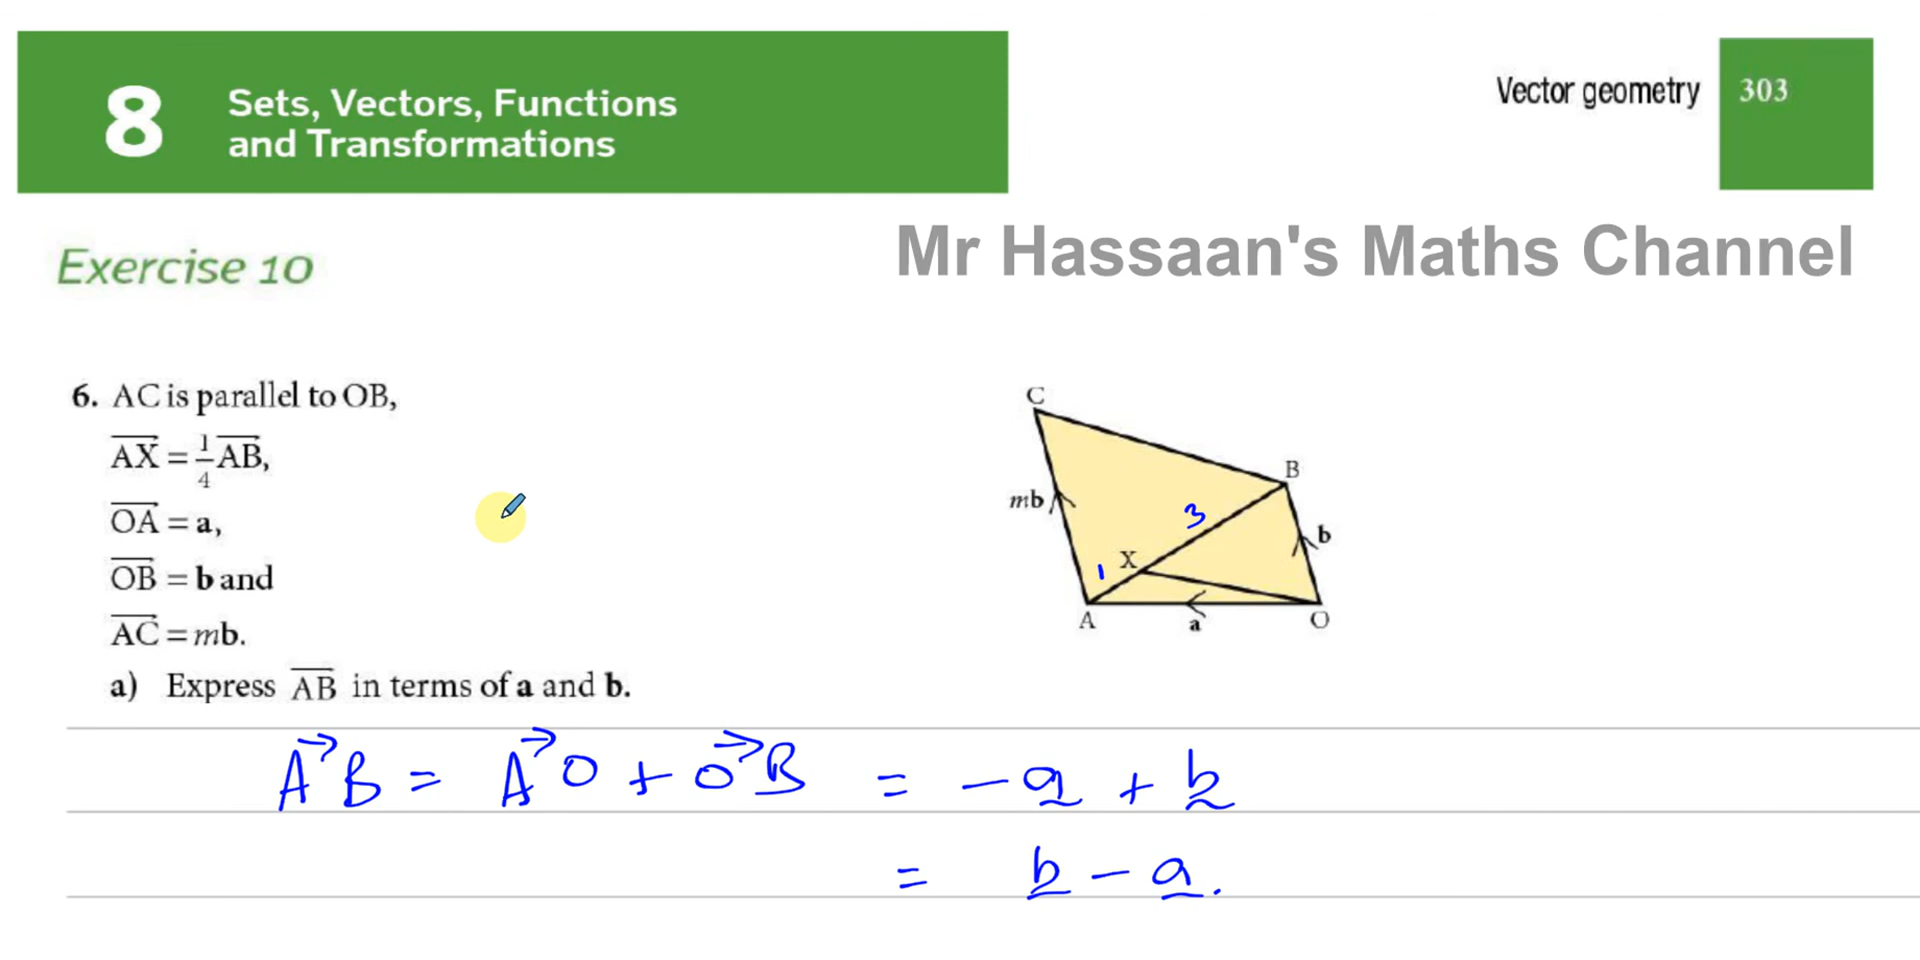 8
Sets, Vectors, Functions
and Transformations
Vector geometry 303
Exercise 10
Mr Hassaan's Maths Channel
6. AC is parallel to OB,
AX = 1/4 AB,
OA = a,
OB = b and
AC = mb.
a) Express AB in terms of a and b.
C
B
mb
3
b
1 X
A
a
O
AB = AO + OB = - a + b
= b - a.